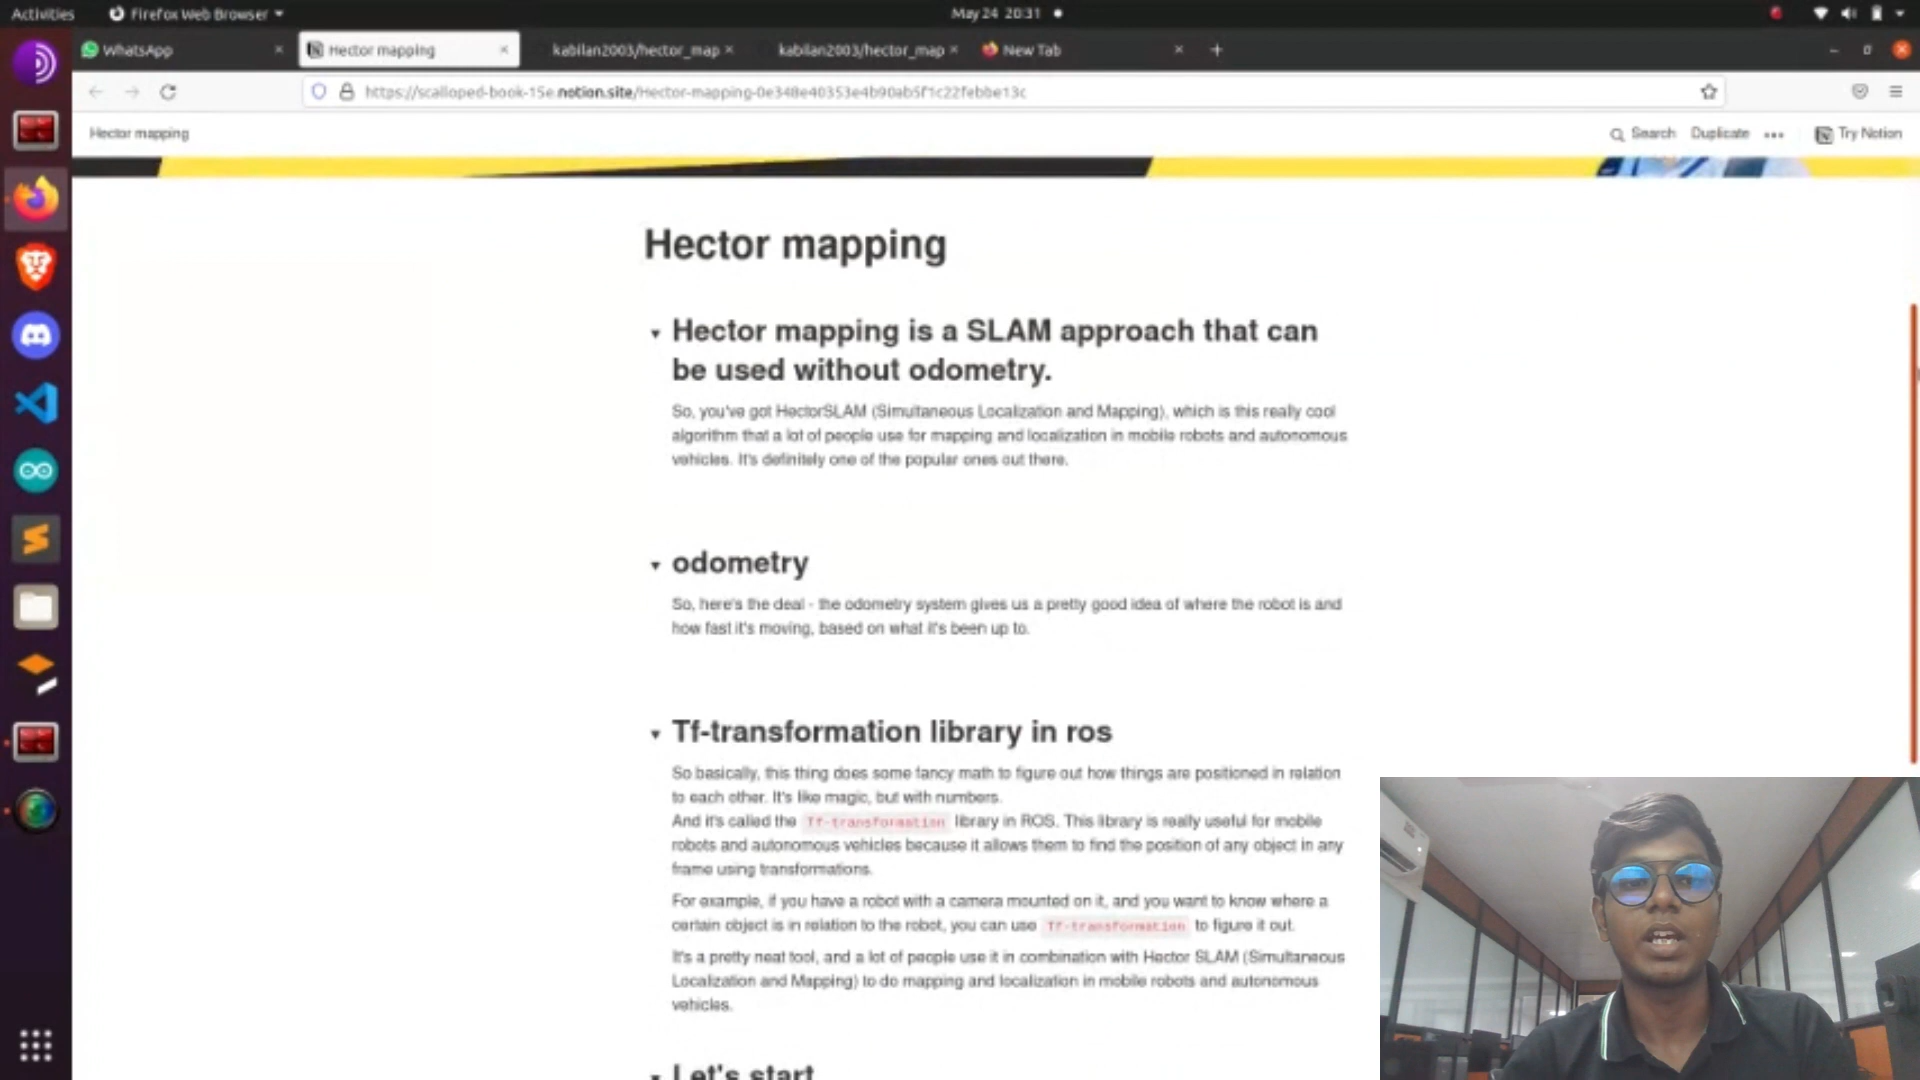 Activities
Firefox Web Browser
May 24 20:31
WhatsApp
Hector mapping
kabilan2003/hector_map
kabilan2003/hector_map
New Tab
https://scalloped-book-15e.notion.site/Hector-mapping-0e348e40353e4b90ab5f1c22febbe13c
Hector mapping
Search
Duplicate
Try Notion
Hector mapping
Hector mapping is a SLAM approach that can
be used without odometry.
So, you've got HectorSLAM (Simultaneous Localization and Mapping), which is this really cool
algorithm that a lot of people use for mapping and localization in mobile robots and autonomous
vehicles. It's definitely one of the popular ones out there.
odometry
So, here's the deal - the odometry system gives us a pretty good idea of where the robot is and
how fast it's moving, based on what it's been up to.
Tf-transformation library in ros
So basically, this thing does some fancy math to figure out how things are positioned in relation
to each other. It's like magic, but with numbers.
And it's called the Tf-transformation library in ROS. This library is really useful for mobile
robots and autonomous vehicles because it allows them to find the position of any object in any
frame using transformations.
For example, if you have a robot with a camera mounted on it, and you want to know where a
certain object is in relation to the robot, you can use Tf-transformation to figure it out.
It's a pretty neat tool, and a lot of people use it in combination with Hector SLAM (Simultaneous
Localization and Mapping) to do mapping and localization in mobile robots and autonomous
vehicles.
Let's start